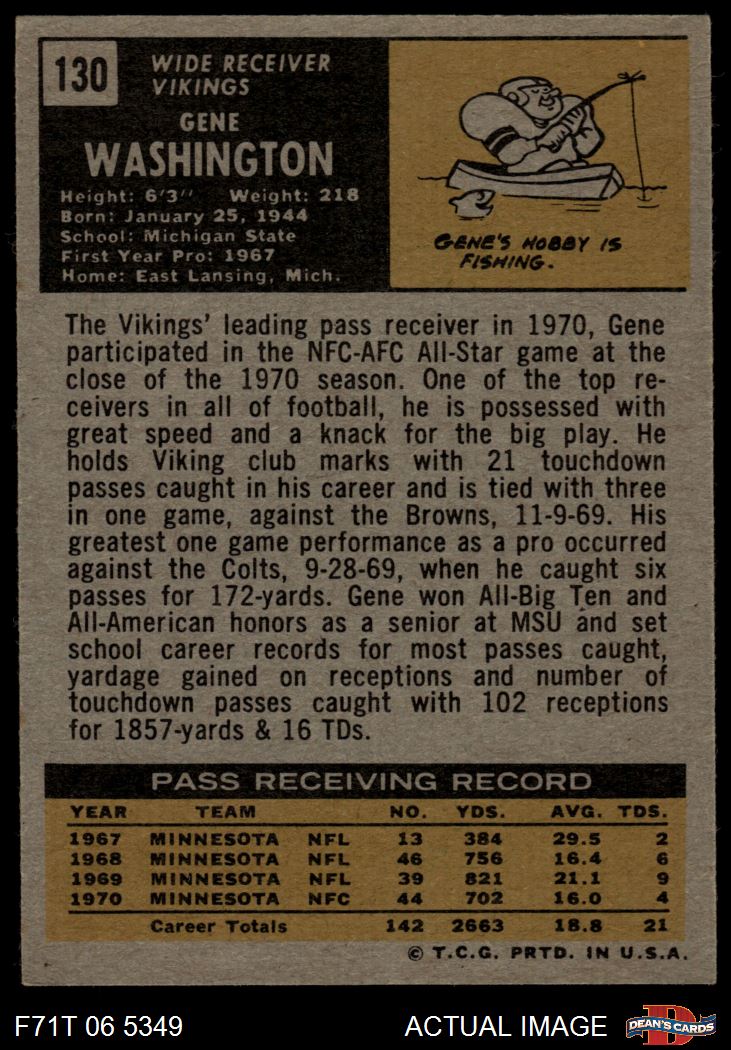 130
WIDE RECEIVER
VIKINGS
GENE
WASHINGTON
Height: 6'3" Weight: 218
Born: January 25, 1944
School: Michigan State
First Year Pro: 1967
Home: East Lansing, Mich.
GENE'S HOBBY IS
FISHING.
The Vikings' leading pass receiver in 1970, Gene
participated in the NFC-AFC All-Star game at the
close of the 1970 season. One of the top re-
ceivers in all of football, he is possessed with
great speed and a knack for the big play. He
holds Viking club marks with 21 touchdown
passes caught in his career and is tied with three
in one game, against the Browns, 11-9-69. His
greatest one game performance as a pro occurred
against the Colts, 9-28-69, when he caught six
passes for 172-yards. Gene won All-Big Ten and
All-American honors as a senior at MSU and set
school career records for most passes caught,
yardage gained on receptions and number of
touchdown passes caught with 102 receptions
for 1857-yards & 16 TDs.
PASS RECEIVING RECORD
YEAR TEAM NO. YDS. AVG. TDS.
1967 MINNESOTA NFL 13 384 29.5 2
1968 MINNESOTA NFL 46 756 16.4 6
1969 MINNESOTA NFL 39 821 21.1 9
1970 MINNESOTA NFC 44 702 16.0 4
Career Totals 142 2663 18.8 21
© T.C.G. PRTD. IN U.S.A.
F71T 06 5349 ACTUAL IMAGE DEAN'S CARDS